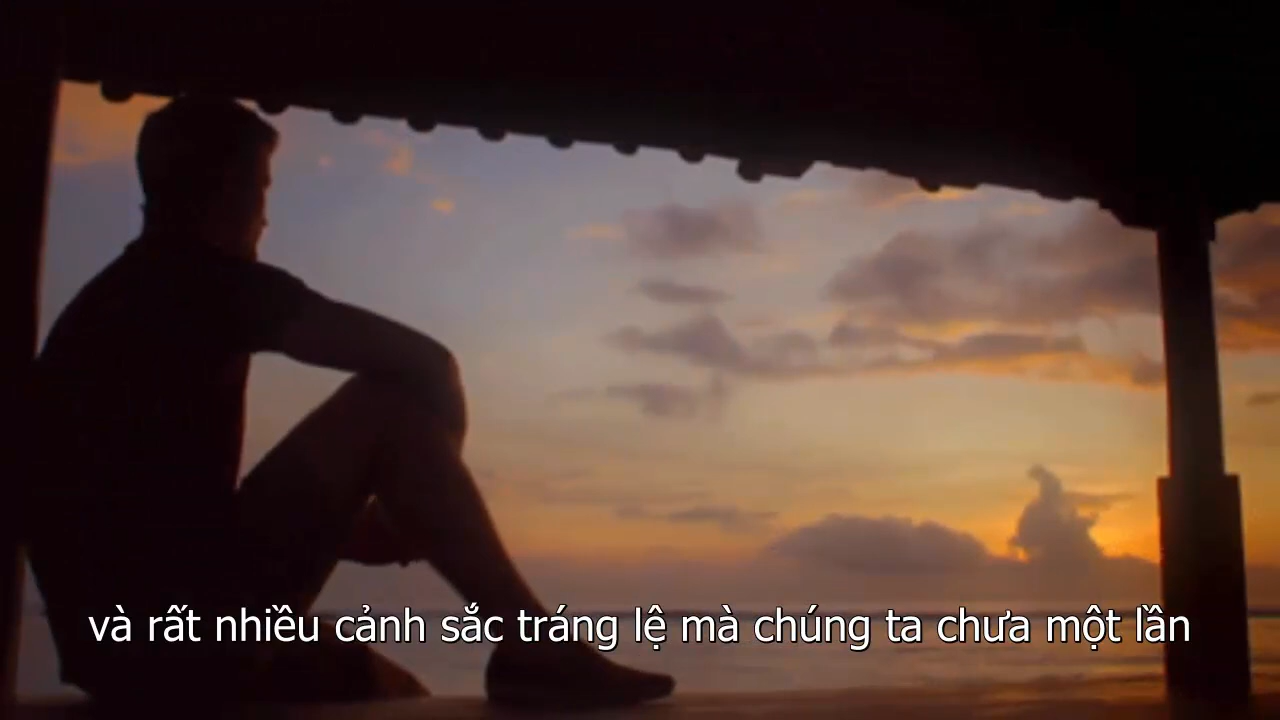 và rất nhiều cảnh sắc tráng lệ mà chúng ta chưa một lần